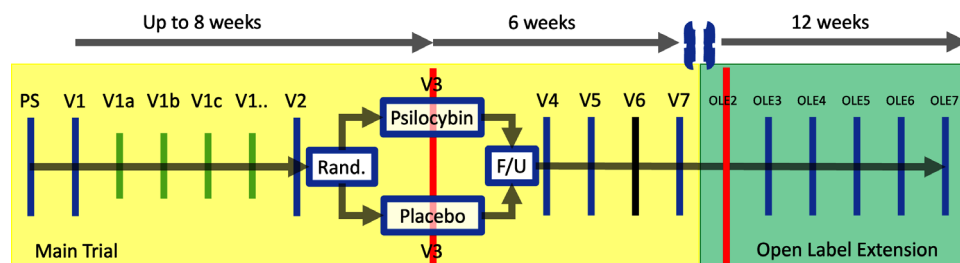 Up to 8 weeks 6 weeks 12 weeks
V3
PS V1 V1a V1b V1c V1.. V2 V4 V5 V6 V7 OLE2 OLE3 OLE4 OLE5 OLE6 OLE7
Psilocybin
Rand. F/U
Placebo
V3
Main Trial Open Label Extension